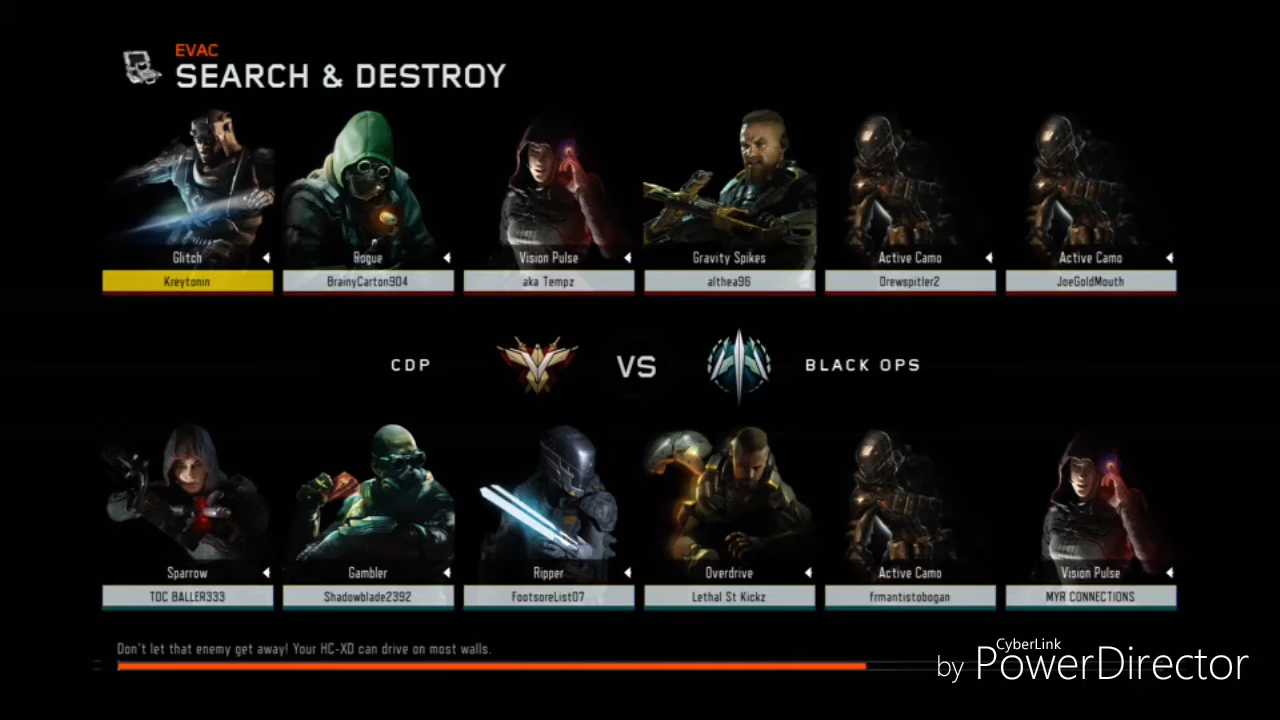 EVAC
SEARCH & DESTROY
Glitch
Rogue
Vision Pulse
Gravity Spikes
Active Camo
Active Camo
Kreytonin
BrainyCarton904
aka Tempz
althea96
Drewspitler2
JoeGoldMouth
CDP
VS
BLACK OPS
Sparrow
Gambler
Ripper
Overdrive
Active Camo
Vision Pulse
TDC BALLER333
Shadowblade2392
FootsoreList07
Lethal St Kickz
frmantistobogan
MYR CONNECTIONS
Don't let that enemy get away! Your HC-XD can drive on most walls.
CyberLink
by PowerDirector